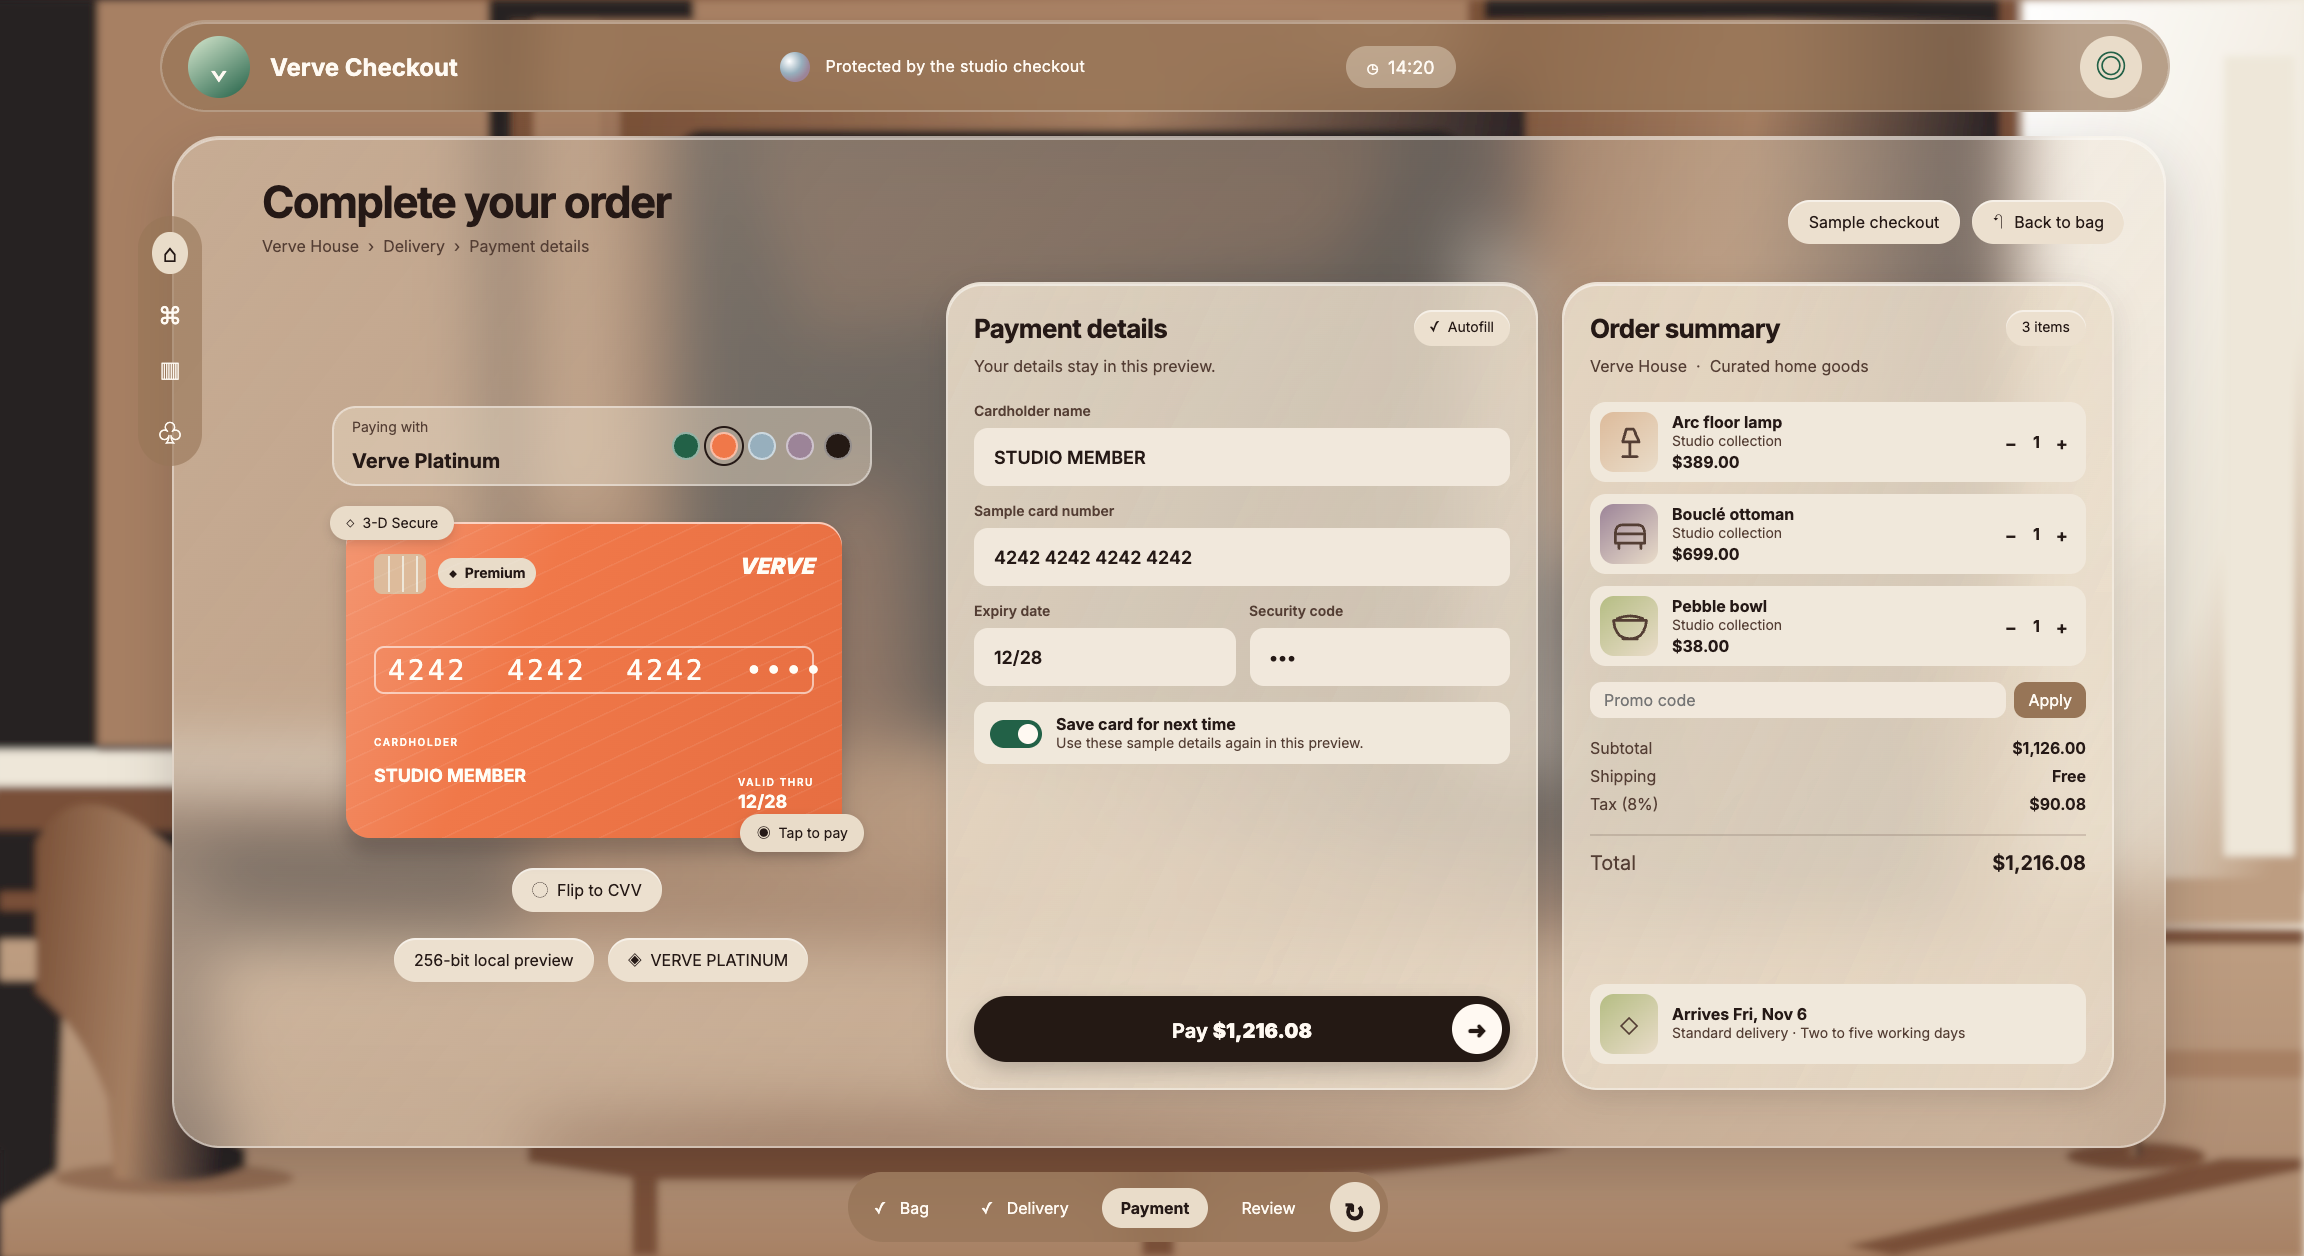 Verve Checkout
Protected by the studio checkout
14:20
Complete your order
Verve House › Delivery › Payment details
Sample checkout
Back to bag
Paying with
Verve Platinum
3-D Secure
Premium
VERVE
4242 4242 4242 ••••
CARDHOLDER
STUDIO MEMBER
VALID THRU
12/28
Tap to pay
Flip to CVV
256-bit local preview
VERVE PLATINUM
Payment details
✓ Autofill
Your details stay in this preview.
Cardholder name
STUDIO MEMBER
Sample card number
4242 4242 4242 4242
Expiry date
Security code
12/28
•••
Save card for next time
Use these sample details again in this preview.
Pay $1,216.08 →
Order summary
3 items
Verve House · Curated home goods
Arc floor lamp
Studio collection
$389.00
− 1 +
Bouclé ottoman
Studio collection
$699.00
− 1 +
Pebble bowl
Studio collection
$38.00
− 1 +
Promo code
Apply
Subtotal $1,126.00
Shipping Free
Tax (8%) $90.08
Total $1,216.08
Arrives Fri, Nov 6
Standard delivery · Two to five working days
✓ Bag
✓ Delivery
Payment
Review